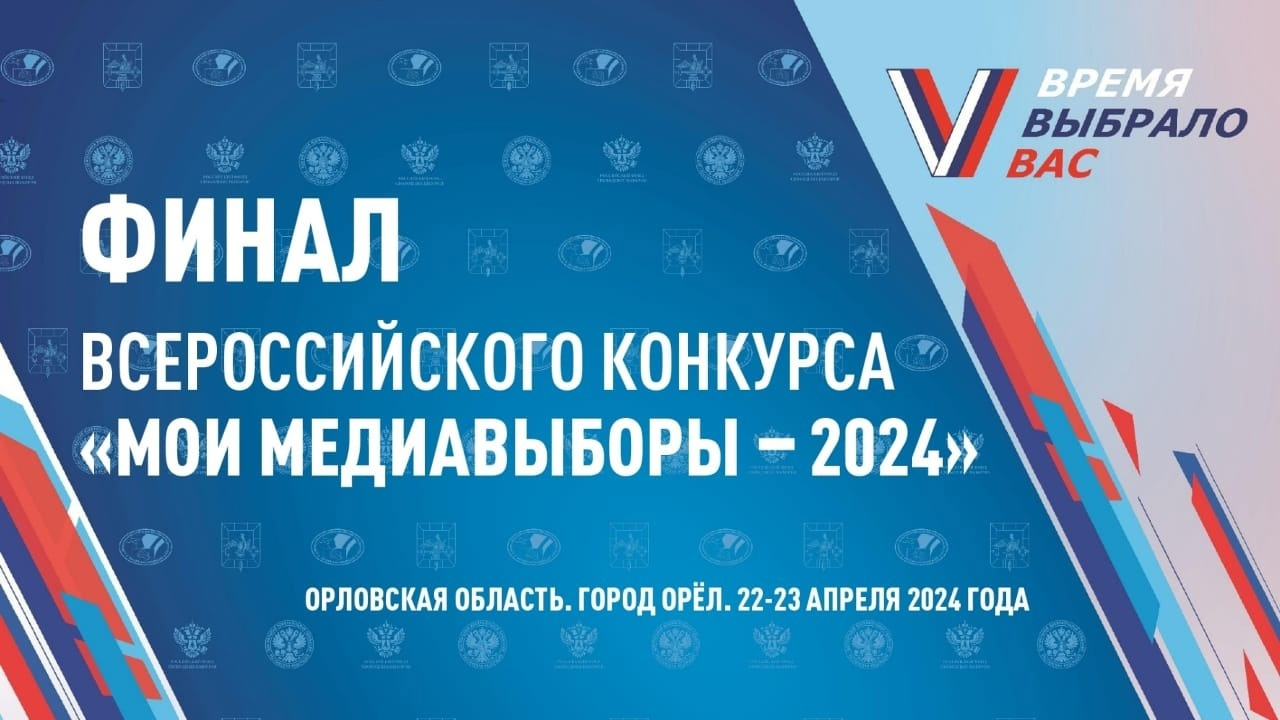 ВРЕМЯ
ВЫБРАЛО
ВАС
ФИНАЛ
ВСЕРОССИЙСКОГО КОНКУРСА
«МОИ МЕДИАВЫБОРЫ – 2024»
ОРЛОВСКАЯ ОБЛАСТЬ. ГОРОД ОРЁЛ. 22-23 АПРЕЛЯ 2024 ГОДА